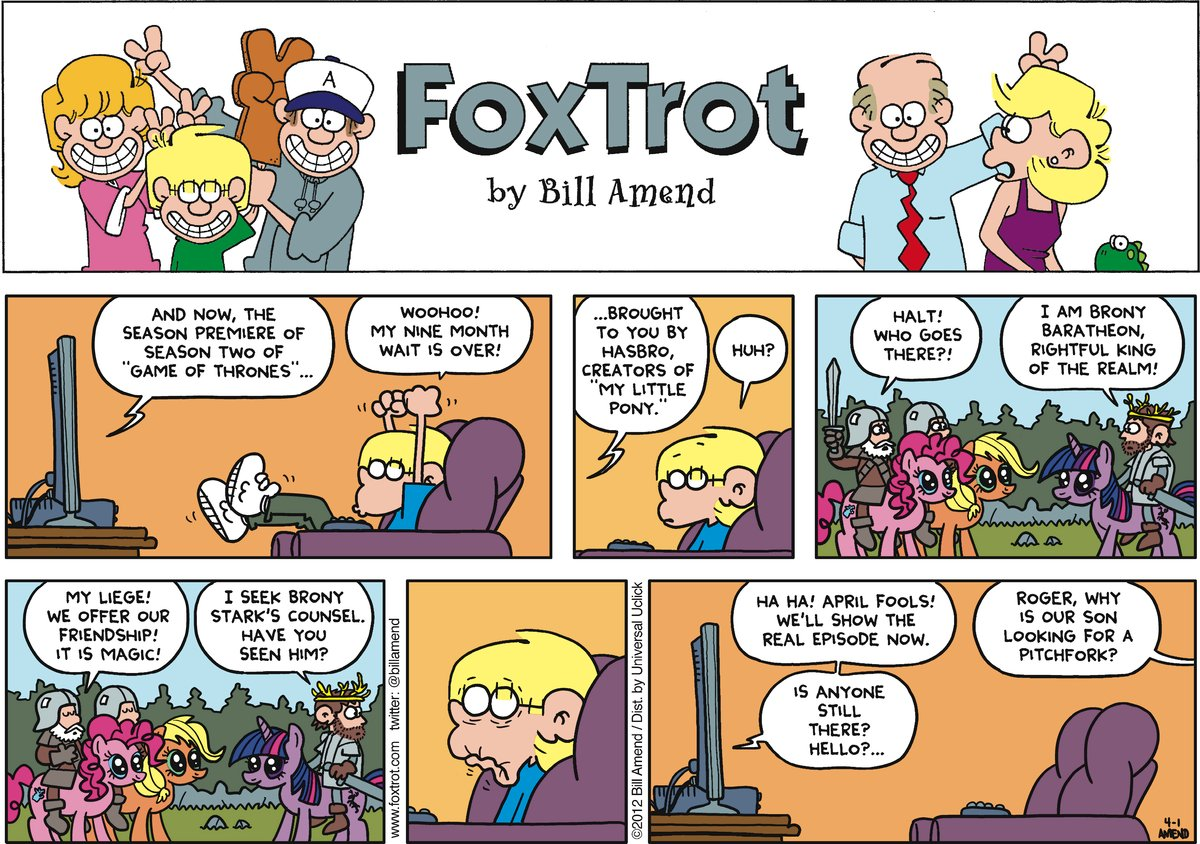 A
FOXTROT
by Bill Amend
AND NOW, THE
SEASON PREMIERE OF
SEASON TWO OF
"GAME OF THRONES"...
WOOHOO!
MY NINE MONTH
WAIT IS OVER!
...BROUGHT
TO YOU BY
HASBRO,
CREATORS OF
"MY LITTLE
PONY."
HUH?
HALT!
WHO GOES
THERE?!
I AM BRONY
BARATHEON,
RIGHTFUL KING
OF THE REALM!
MY LIEGE!
WE OFFER OUR
FRIENDSHIP!
IT IS MAGIC!
I SEEK BRONY
STARK'S COUNSEL.
HAVE YOU
SEEN HIM?
www.foxtrot.com twitter: @billamend
©2012 Bill Amend / Dist. by Universal Uclick
HA HA! APRIL FOOLS!
WE'LL SHOW THE
REAL EPISODE NOW.
IS ANYONE
STILL
THERE?
HELLO?...
ROGER, WHY
IS OUR SON
LOOKING FOR A
PITCHFORK?
4-1
AMEND